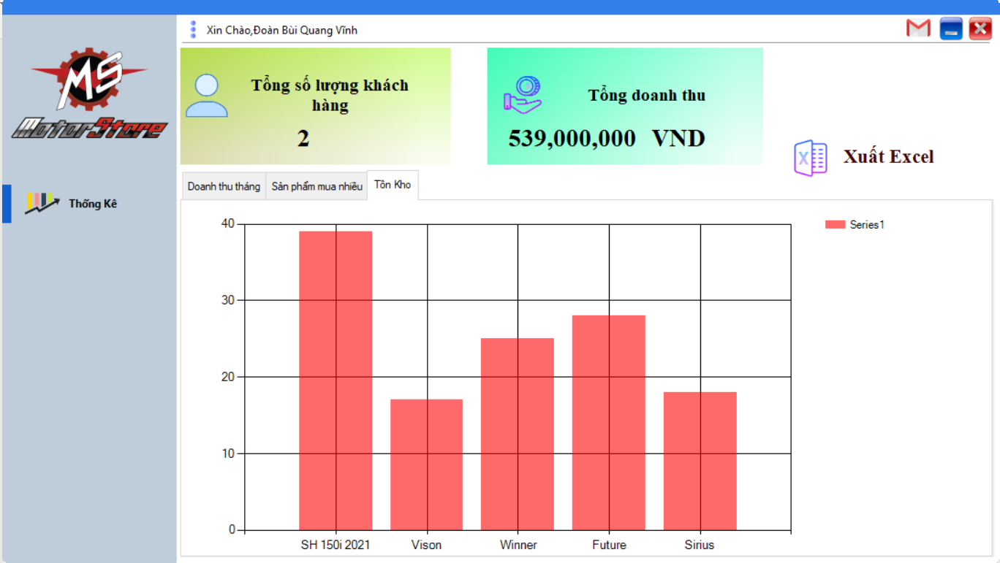 Xin Chào,Đoàn Bùi Quang Vĩnh
MS
MotorStore
Thống Kê
Tổng số lượng khách
hàng
2
Tổng doanh thu
539,000,000 VND
Xuất Excel
Doanh thu tháng
Sản phẩm mua nhiều
Tồn Kho
40
30
20
10
0
SH 150i 2021
Vison
Winner
Future
Sirius
Series1